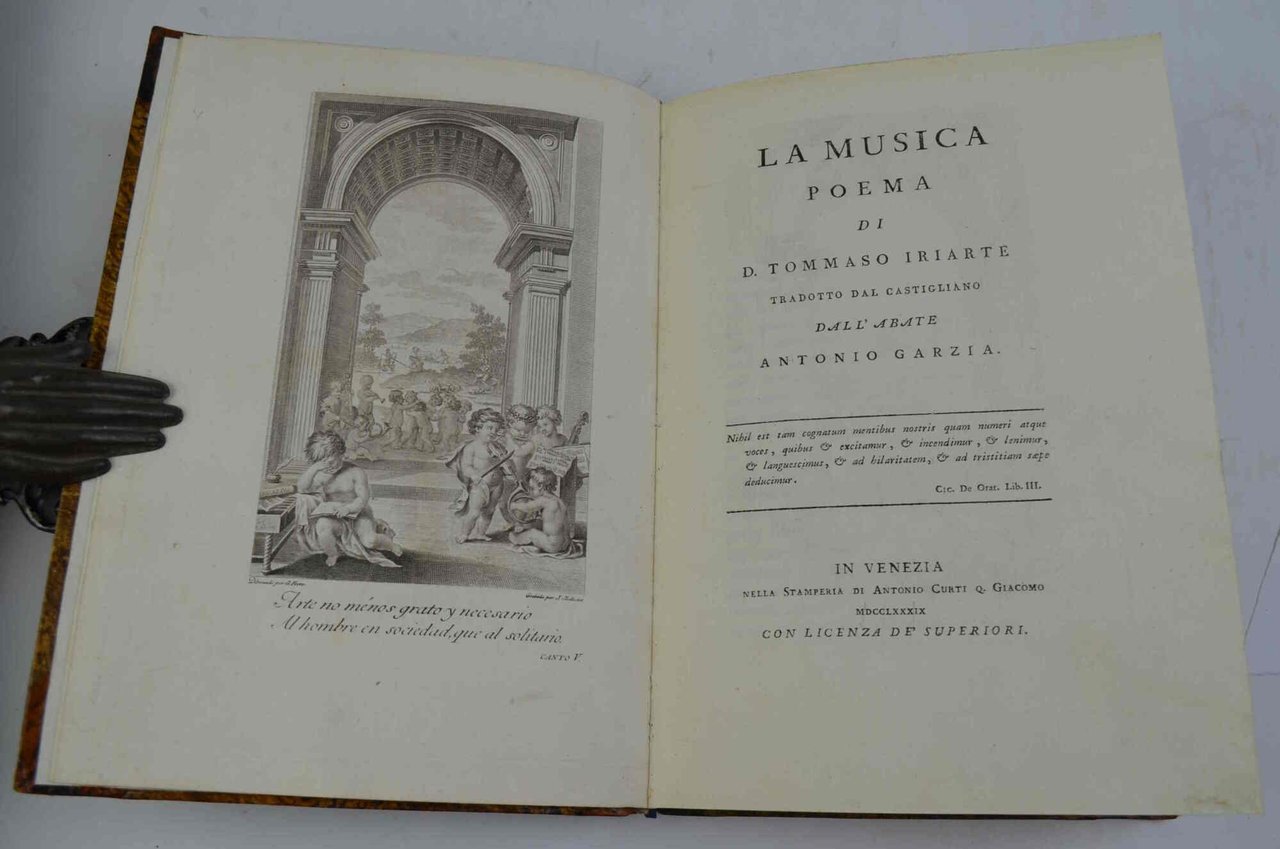 Arte no ménos grato y necesario
Al hombre en sociedad, que al solitario.
CANTO V
LA MUSICA
POEMA
DI
D. TOMMASO IRIARTE
TRADOTTO DAL CASTIGLIANO
DALL' ABATE
ANTONIO GARZIA.
Nihil est tam cognatum mentibus nostris quam numeri atque
voces, quibus & excitamur, & incendimur, & lenimur,
& languescimus, & ad hilaritatem, & ad tristitiam sæpe
deducimur.
Cic. De Orat. Lib. III.
IN VENEZIA
NELLA STAMPERIA DI ANTONIO CURTI Q. GIACOMO
MDCCLXXXIX
CON LICENZA DE' SUPERIORI.